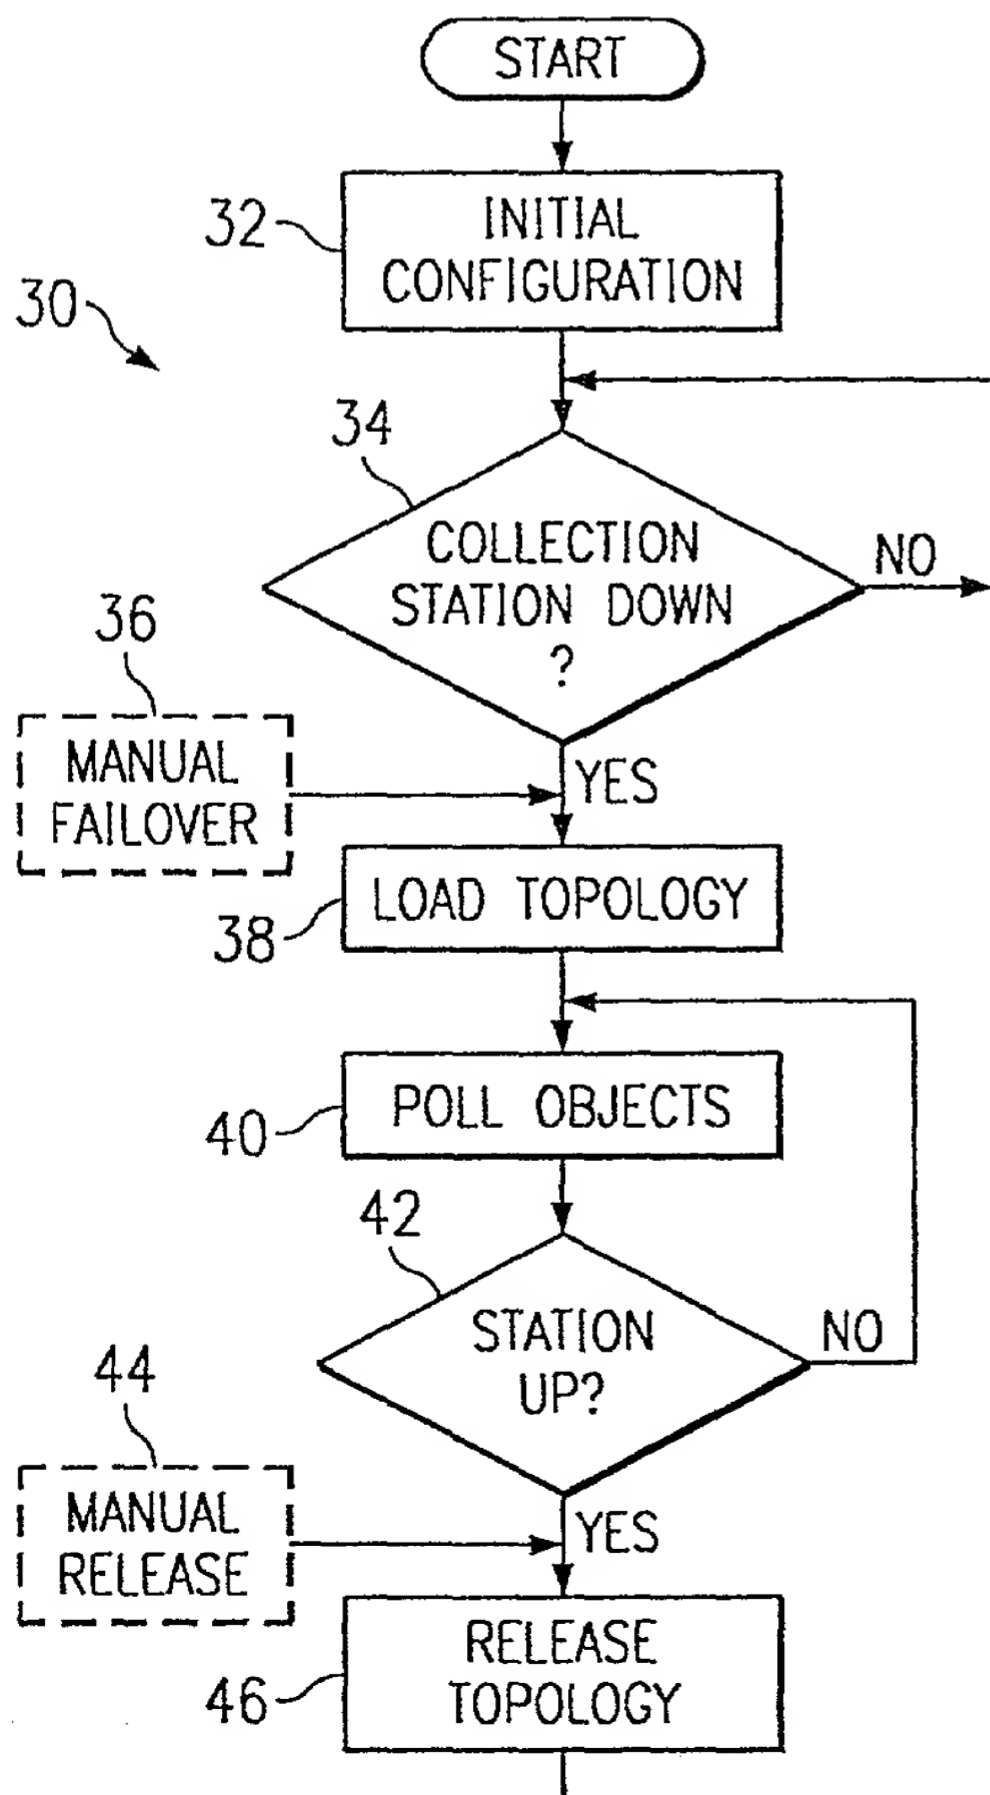 START
32
INITIAL
CONFIGURATION
30
34
COLLECTION
STATION DOWN
?
NO
36
MANUAL
FAILOVER
YES
38
LOAD TOPOLOGY
40
POLL OBJECTS
42
STATION
UP?
NO
44
MANUAL
RELEASE
YES
46
RELEASE
TOPOLOGY